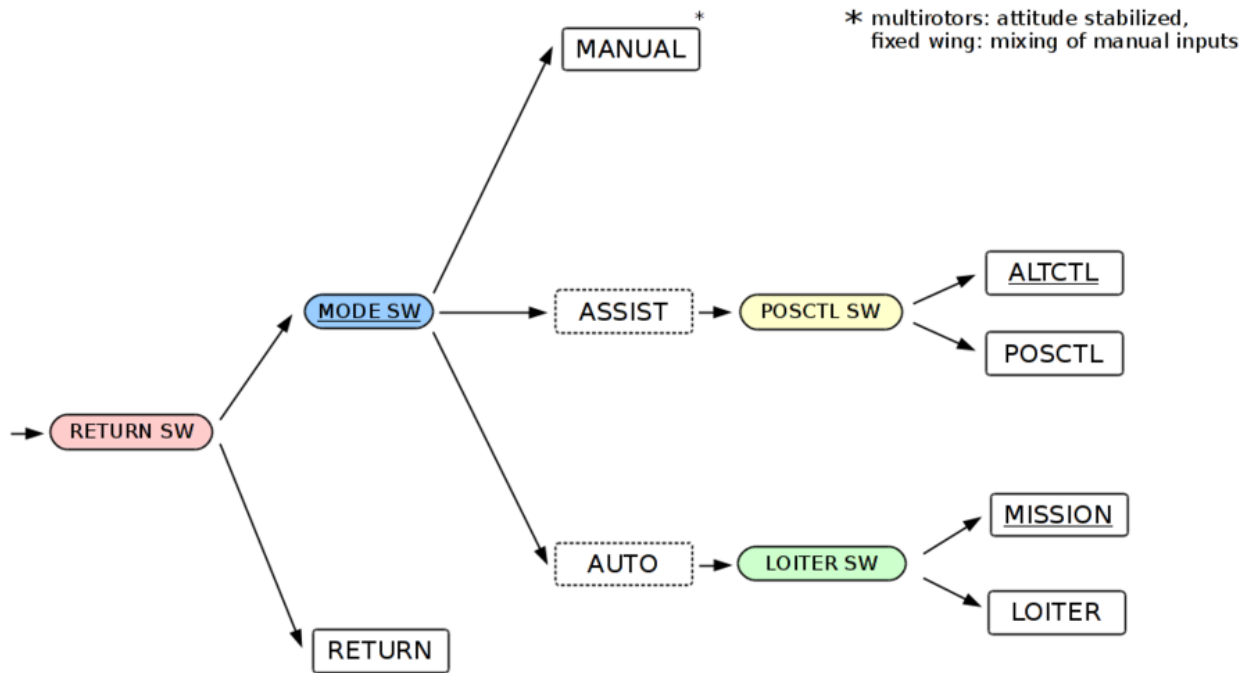 *
MANUAL
* multirotors: attitude stabilized,
fixed wing: mixing of manual inputs
ALTCTL
MODE SW
ASSIST
POSCTL SW
POSCTL
RETURN SW
MISSION
AUTO
LOITER SW
LOITER
RETURN